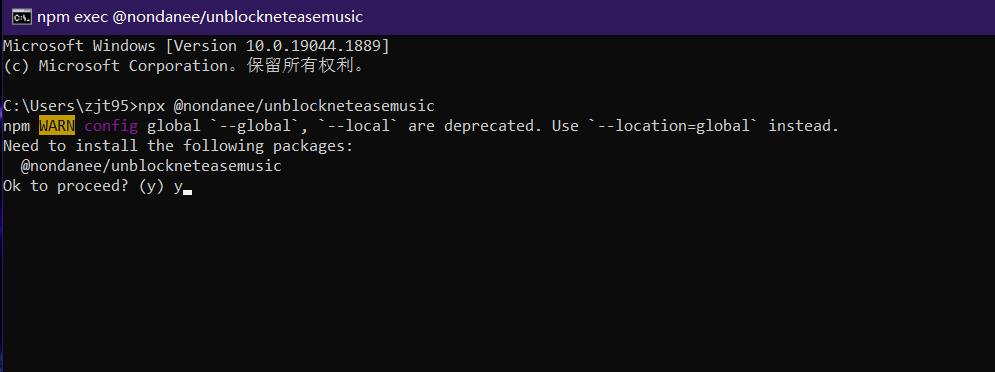 npm exec @nondanee/unblockneteasemusic
Microsoft Windows [Version 10.0.19044.1889]
(c) Microsoft Corporation。保留所有权利。
C:\Users\zjt95>npx @nondanee/unblockneteasemusic
npm WARN config global `--global`, `--local` are deprecated. Use `--location=global` instead.
Need to install the following packages:
  @nondanee/unblockneteasemusic
Ok to proceed? (y) y